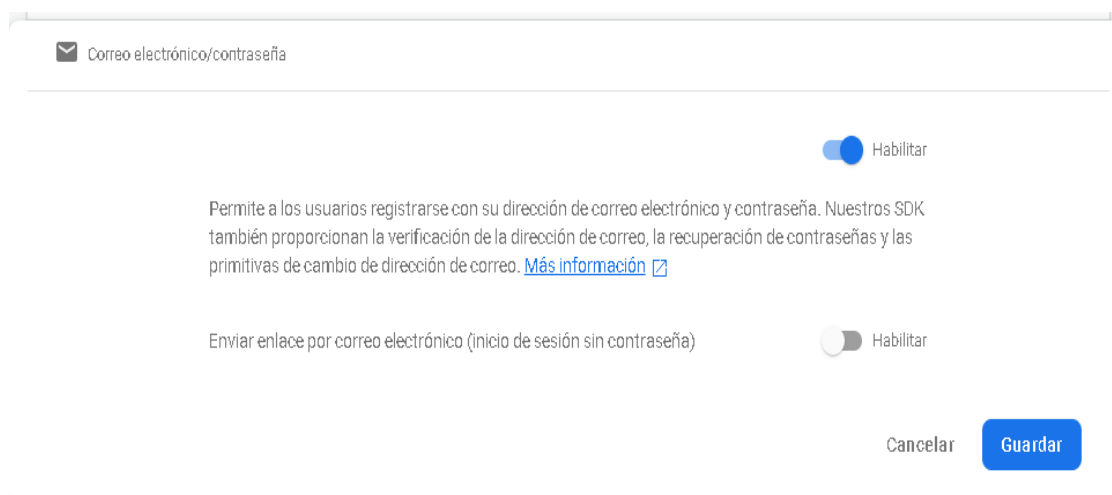 Correo electrónico/contraseña
Habilitar
Permite a los usuarios registrarse con su dirección de correo electrónico y contraseña. Nuestros SDK
también proporcionan la verificación de la dirección de correo, la recuperación de contraseñas y las
primitivas de cambio de dirección de correo. Más información
Enviar enlace por correo electrónico (inicio de sesión sin contraseña)
Habilitar
Cancelar
Guardar